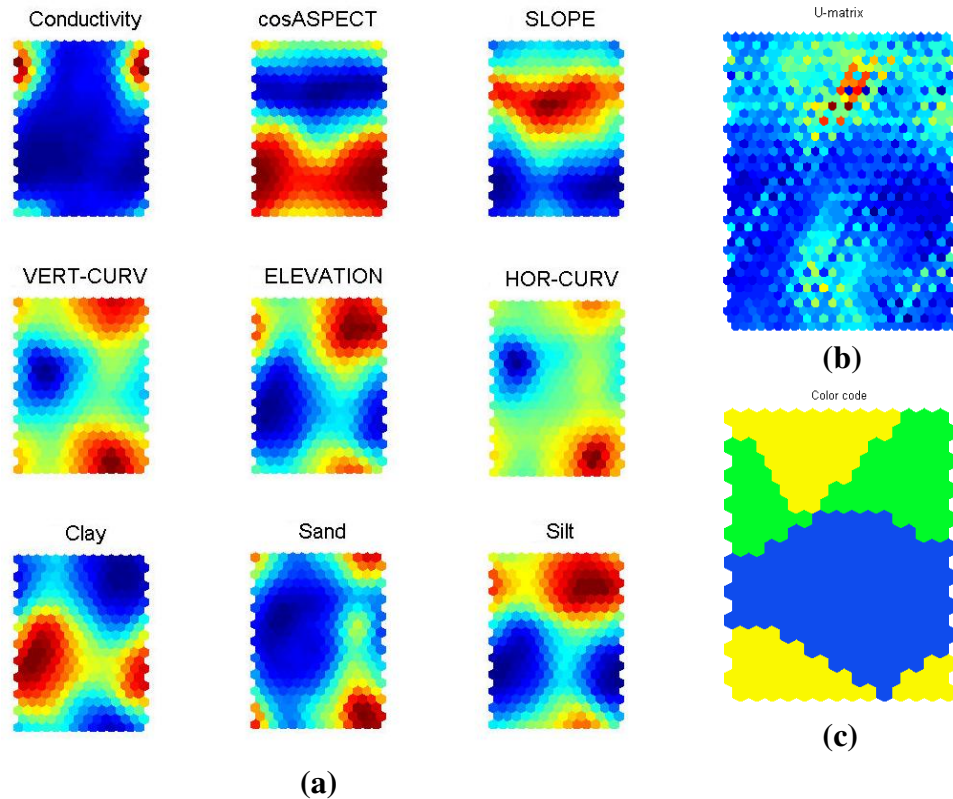 Conductivity
cosASPECT
SLOPE
VERT-CURV
ELEVATION
HOR-CURV
Clay
Sand
Silt
(a)
U-matrix
(b)
Color code
(c)